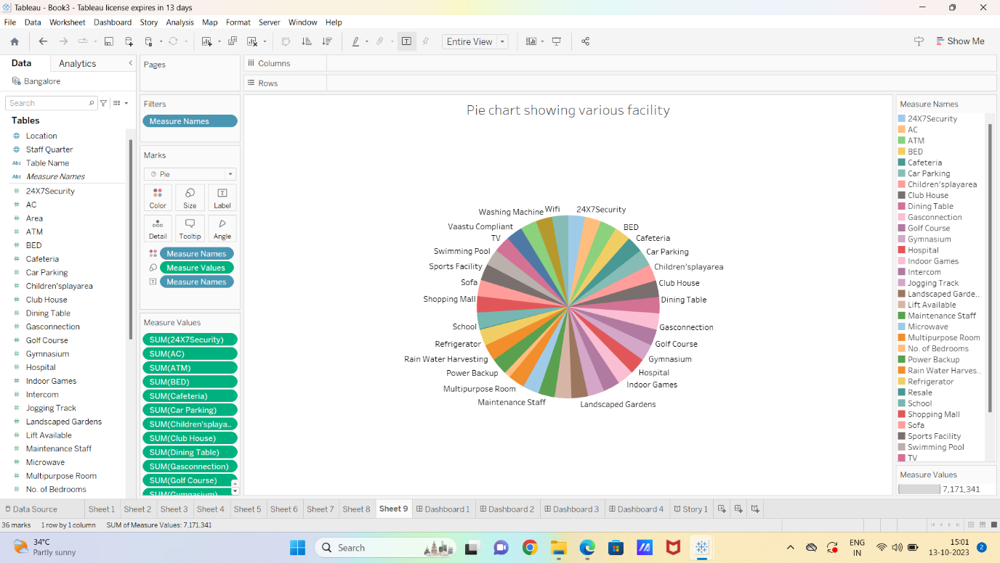 Tableau - Book3 - Tableau license expires in 13 days
File Data Worksheet Dashboard Story Analysis Map Format Server Window Help
Entire View
Show Me
Data Analytics
Bangalore
Search
Tables
Location
Staff Quarter
Abc Table Name
Abc Measure Names
# 24X7Security
# AC
# Area
# ATM
# BED
# Cafeteria
# Car Parking
# Children'splayarea
# Club House
# Dining Table
# Gasconnection
# Golf Course
# Gymnasium
# Hospital
# Indoor Games
# Intercom
# Jogging Track
# Landscaped Gardens
# Lift Available
# Maintenance Staff
# Microwave
# Multipurpose Room
# No. of Bedrooms
Pages
Filters
Measure Names
Marks
Pie
Color Size Label
Detail Tooltip Angle
Measure Names
Measure Values
Measure Names
Measure Values
SUM(24X7Security)
SUM(AC)
SUM(ATM)
SUM(BED)
SUM(Cafeteria)
SUM(Car Parking)
SUM(Children'splaya..
SUM(Club House)
SUM(Dining Table)
SUM(Gasconnection)
SUM(Golf Course)
SUM(Gymnasium)
Columns
Rows
Pie chart showing various facility
24X7Security
BED
Cafeteria
Car Parking
Children'splayarea
Club House
Dining Table
Gasconnection
Golf Course
Gymnasium
Hospital
Indoor Games
Landscaped Gardens
Maintenance Staff
Multipurpose Room
Power Backup
Rain Water Harvesting
Refrigerator
School
Shopping Mall
Sofa
Sports Facility
Swimming Pool
TV
Vaastu Compliant
Washing Machine
Wifi
Measure Names
24X7Security
AC
ATM
BED
Cafeteria
Car Parking
Children'splayarea
Club House
Dining Table
Gasconnection
Golf Course
Gymnasium
Hospital
Indoor Games
Intercom
Jogging Track
Landscaped Garde..
Lift Available
Maintenance Staff
Microwave
Multipurpose Room
No. of Bedrooms
Power Backup
Rain Water Harves..
Refrigerator
Resale
School
Shopping Mall
Sofa
Sports Facility
Swimming Pool
TV
Measure Values
7,171,341
Data Source Sheet 1 Sheet 2 Sheet 3 Sheet 4 Sheet 5 Sheet 6 Sheet 7 Sheet 8 Sheet 9 Dashboard 1 Dashboard 2 Dashboard 3 Dashboard 4 Story 1
36 marks 1 row by 1 column SUM of Measure Values: 7,171,341
34°C
Partly sunny
Search
ENG
IN
15:01
13-10-2023
2